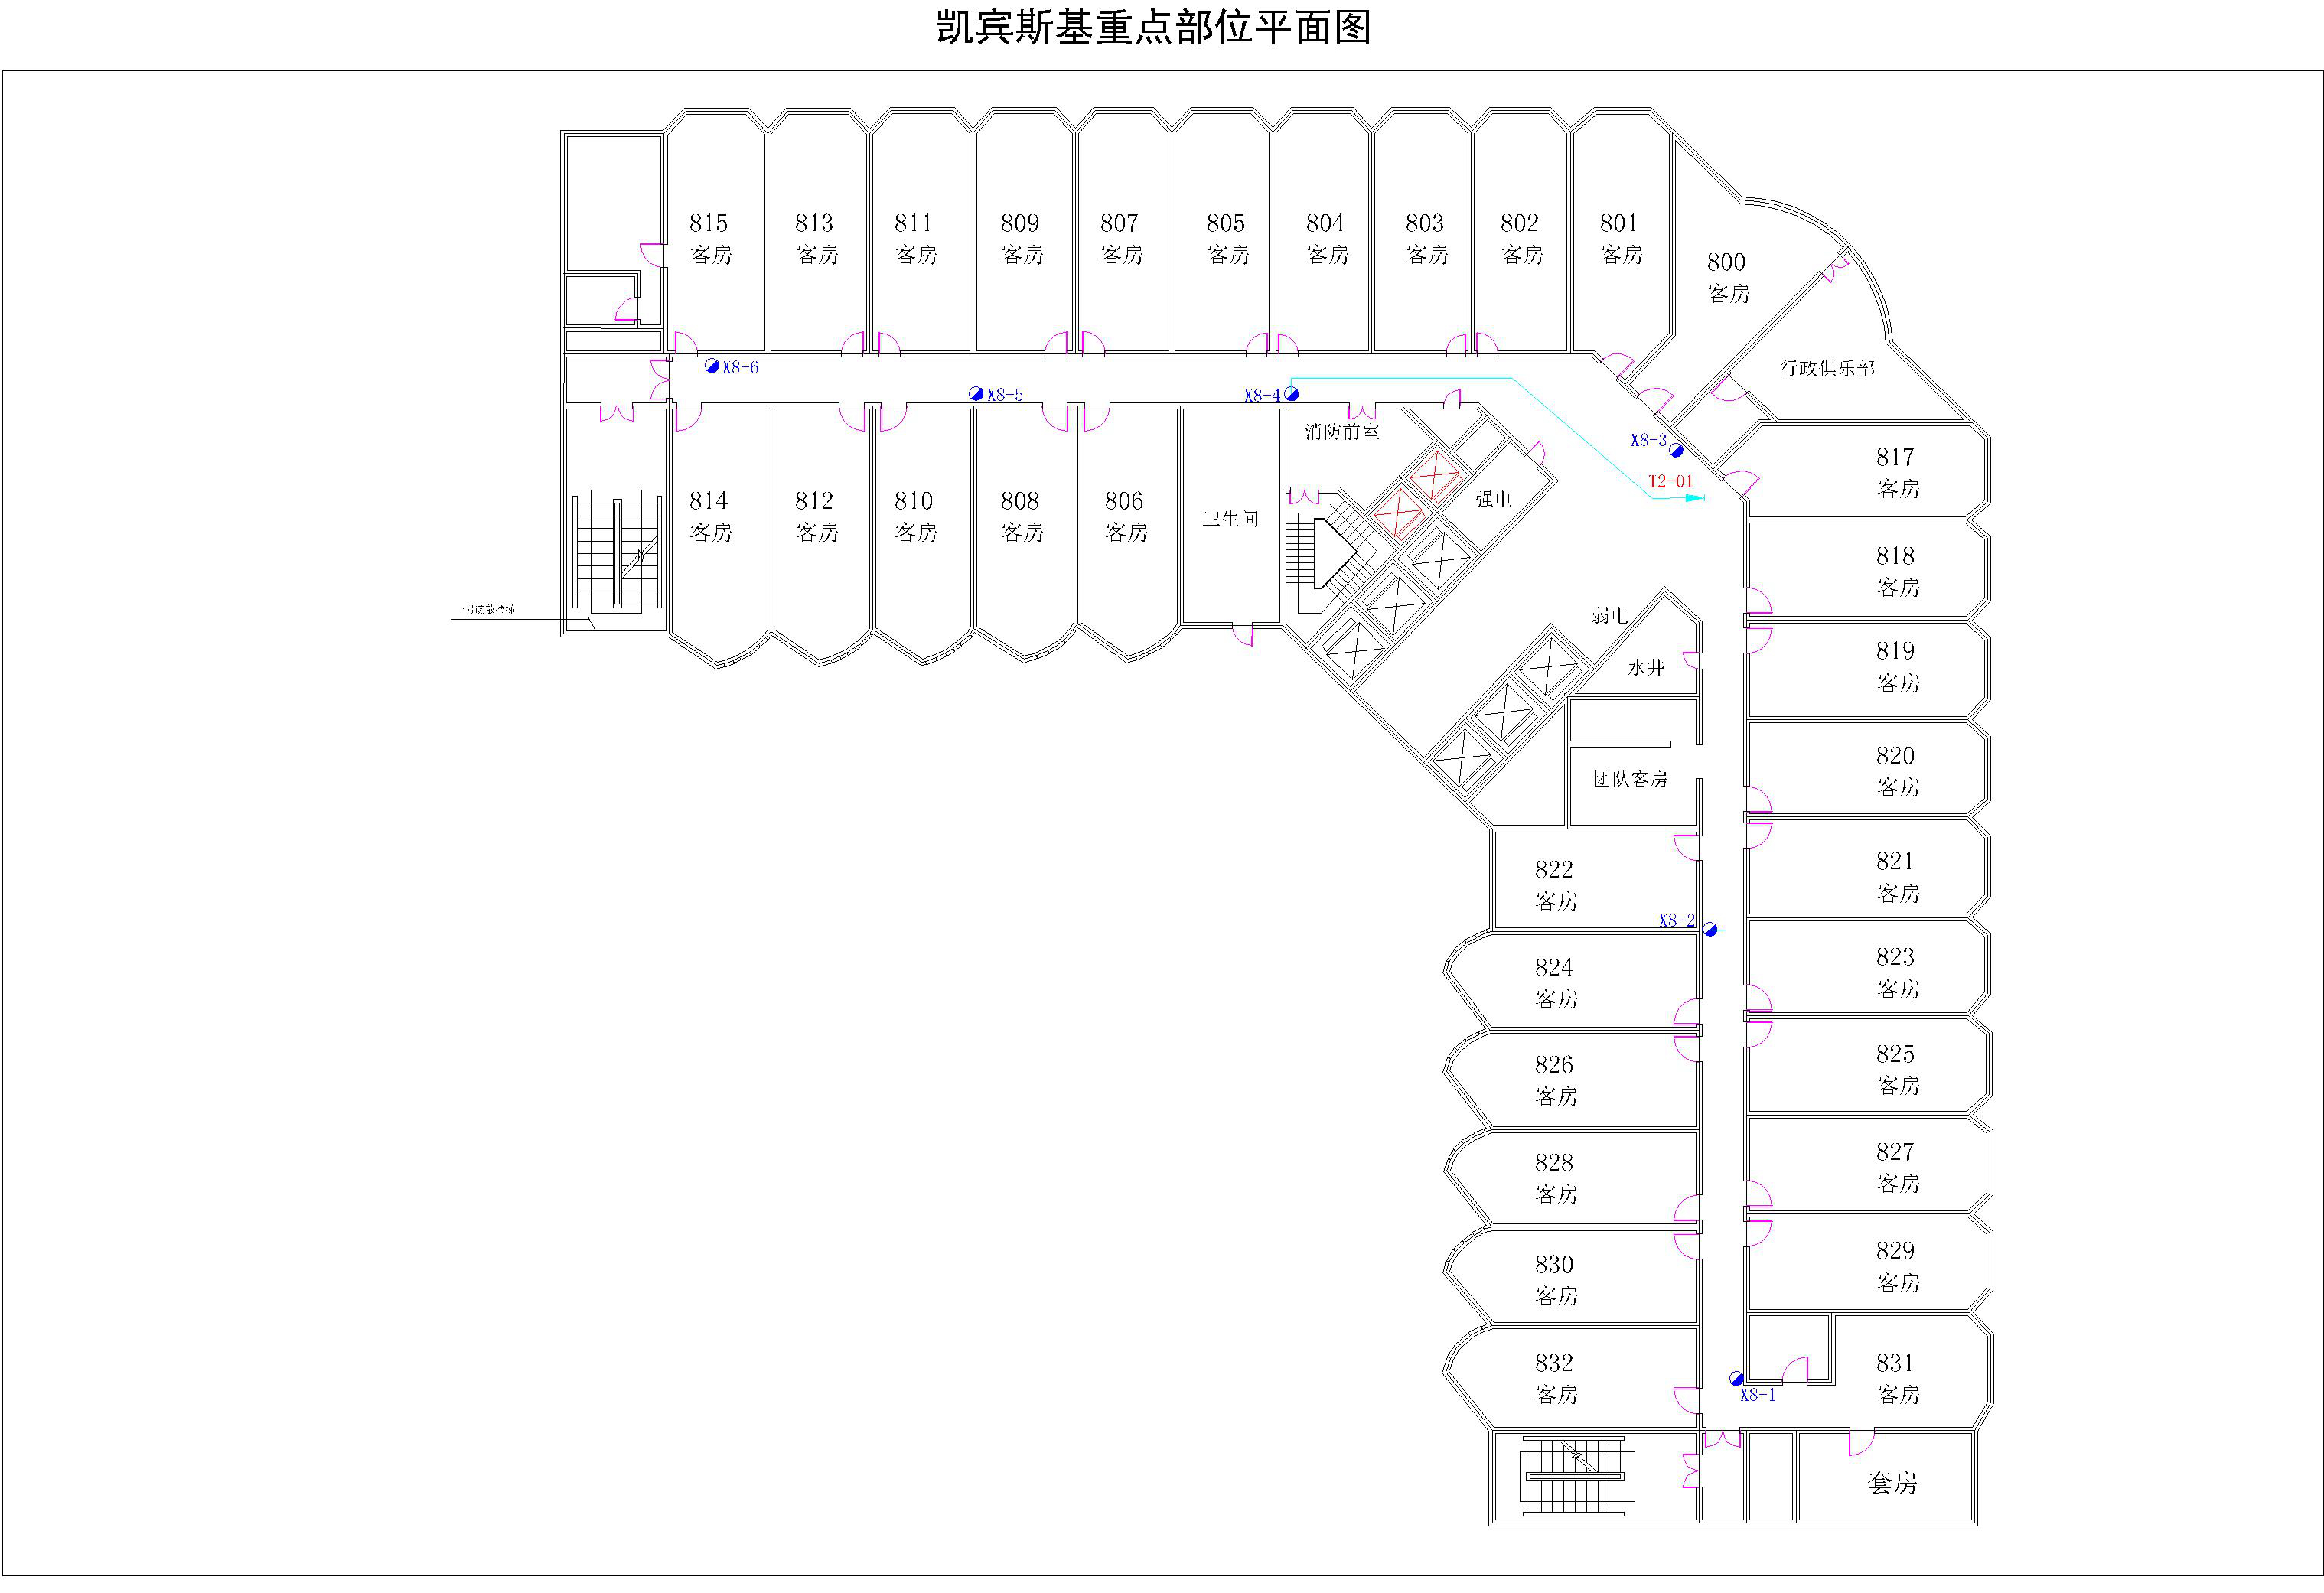 凯宾斯基重点部位平面图
815
客房
813
客房
811
客房
809
客房
807
客房
805
客房
804
客房
803
客房
802
客房
801
客房
800
客房
行政俱乐部
X8-6
X8-5
X8-4
X8-3
T2-01
消防前室
强电
卫生间
814
客房
812
客房
810
客房
808
客房
806
客房
817
客房
818
客房
弱电
水井
819
客房
820
客房
团队客房
822
客房
821
客房
X8-2
824
客房
823
客房
826
客房
825
客房
828
客房
827
客房
830
客房
829
客房
832
客房
831
客房
X8-1
套房